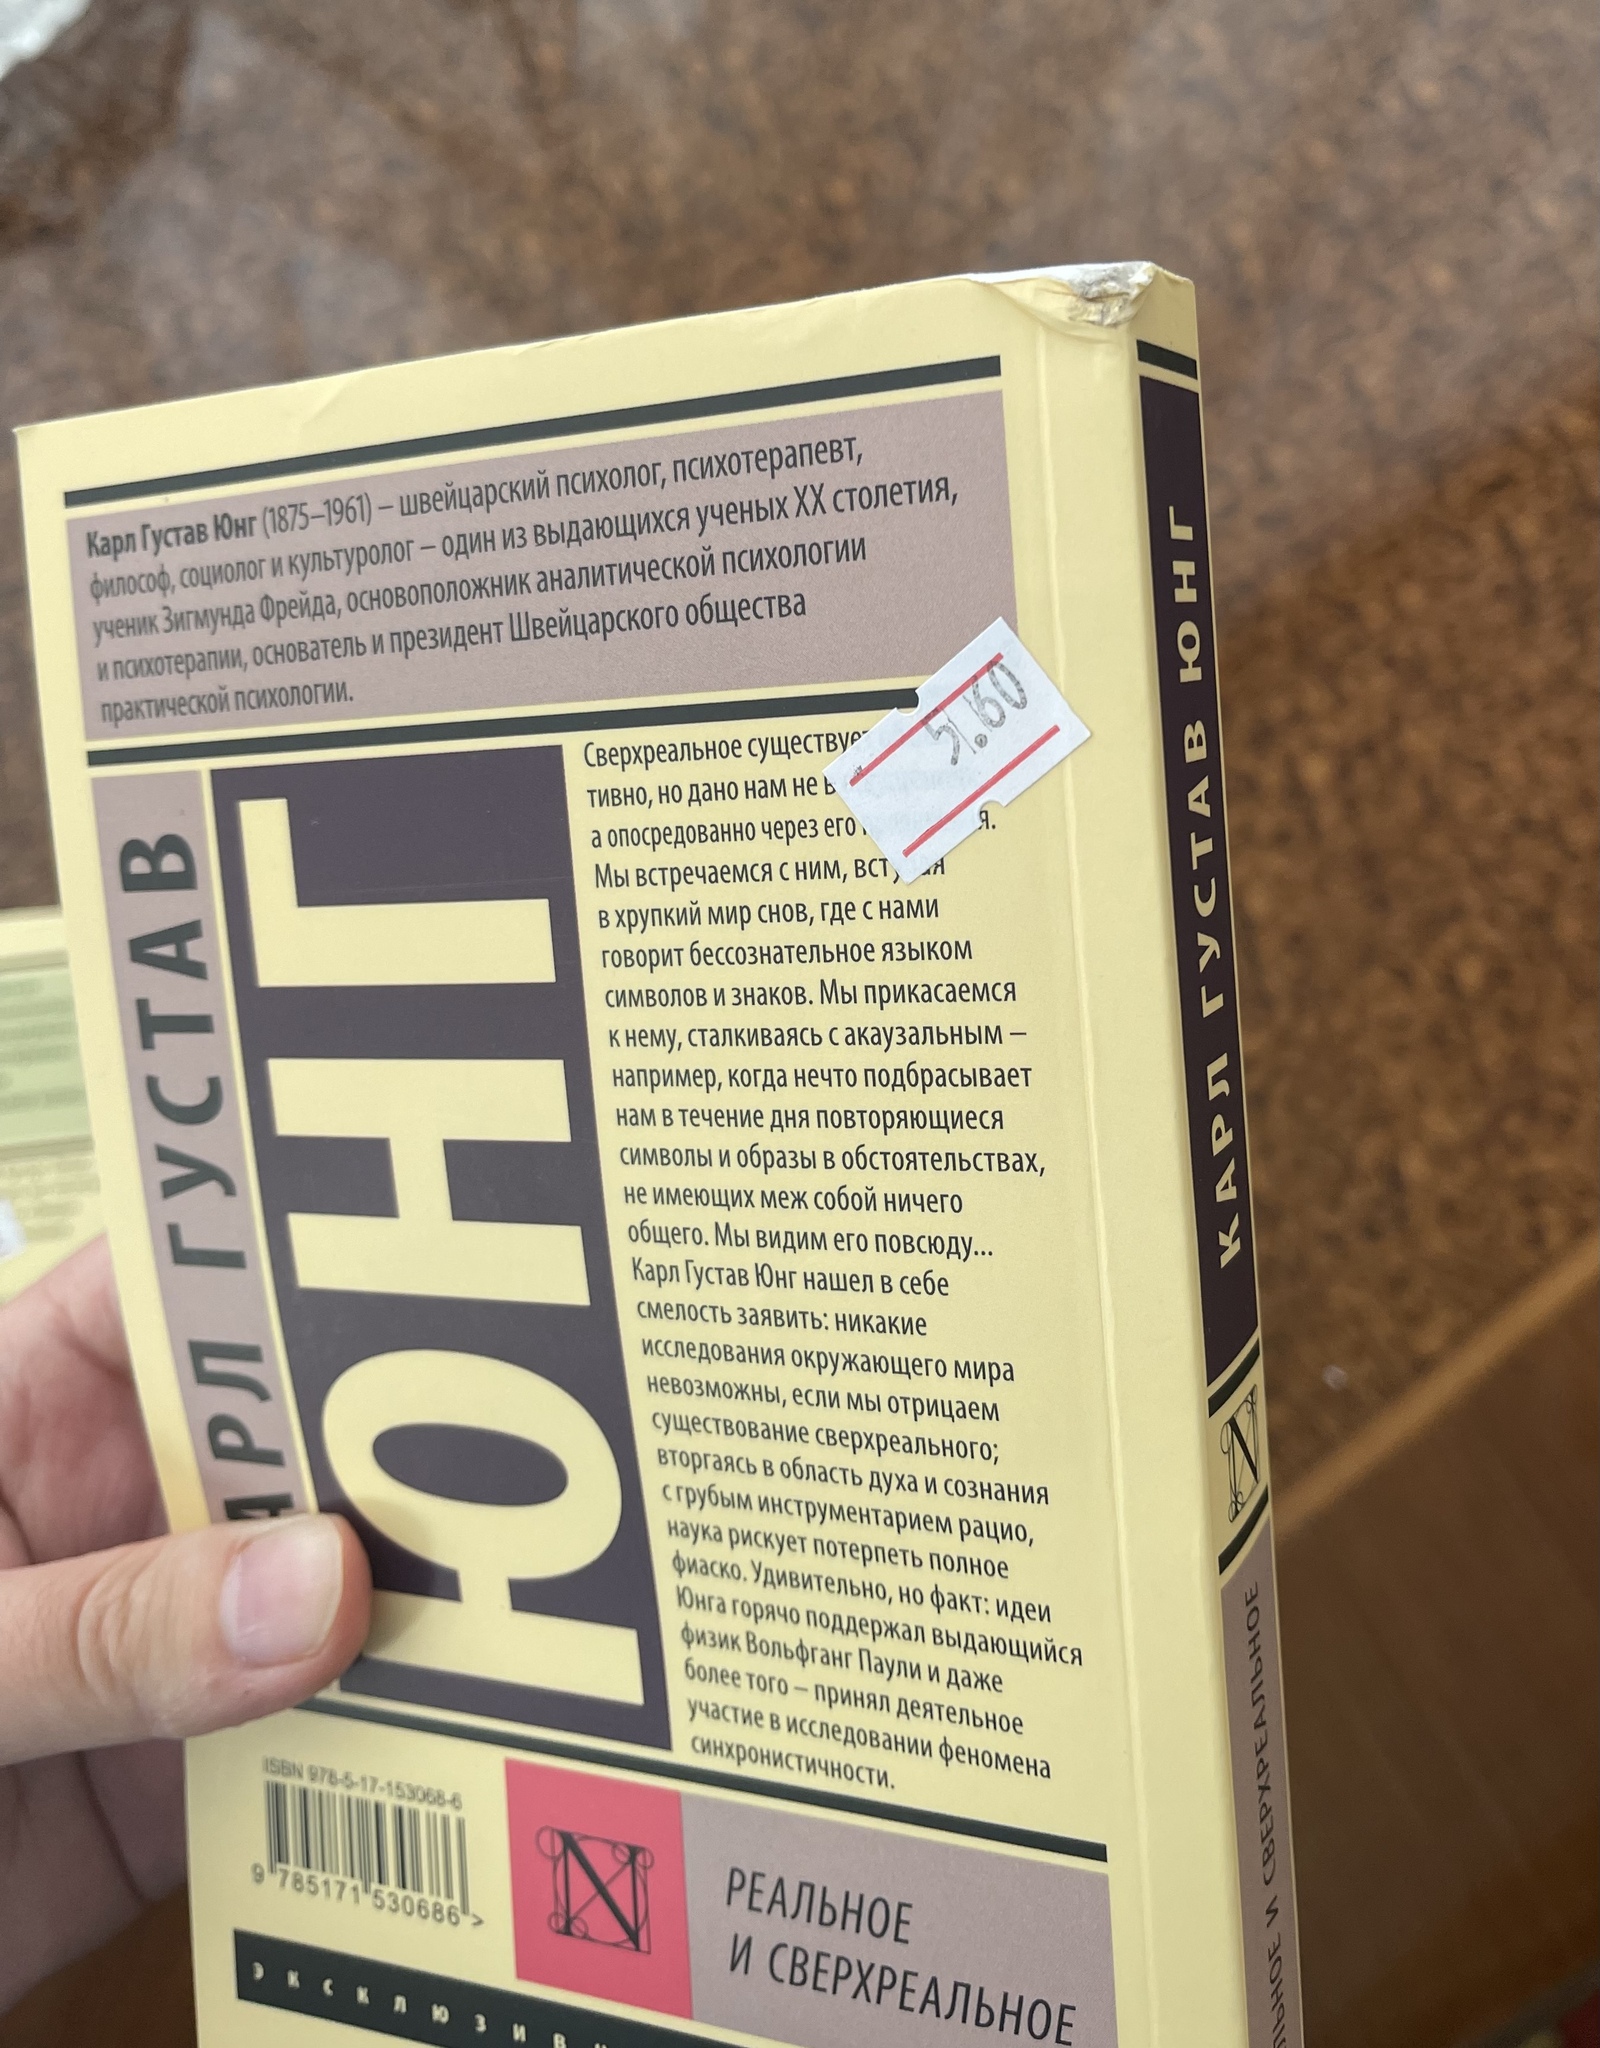 Карл Густав Юнг (1875–1961) – швейцарский психолог, психотерапевт,
философ, социолог и культуролог – один из выдающихся ученых XX столетия,
ученик Зигмунда Фрейда, основоположник аналитической психологии
и психотерапии, основатель и президент Швейцарского общества
практической психологии.
КАРЛ ГУСТАВ
ЮНГ
Сверхреальное существует
тивно, но дано нам не в
а опосредованно через его
Мы встречаемся с ним, вступая
в хрупкий мир снов, где с нами
говорит бессознательное языком
символов и знаков. Мы прикасаемся
к нему, сталкиваясь с акаузальным –
например, когда нечто подбрасывает
нам в течение дня повторяющиеся
символы и образы в обстоятельствах,
не имеющих меж собой ничего
общего. Мы видим его повсюду...
Карл Густав Юнг нашел в себе
смелость заявить: никакие
исследования окружающего мира
невозможны, если мы отрицаем
существование сверхреального;
вторгаясь в область духа и сознания
с грубым инструментарием рацио,
наука рискует потерпеть полное
фиаско. Удивительно, но факт: идеи
Юнга горячо поддержал выдающийся
физик Вольфганг Паули и даже
более того – принял деятельное
участие в исследовании феномена
синхронистичности.
51.60
ISBN 978-5-17-153068-6
9 785171 530686 >
N
РЕАЛЬНОЕ
И СВЕРХРЕАЛЬНОЕ
КАРЛ ГУСТАВ ЮНГ
N
И СВЕРХРЕАЛЬНОЕ